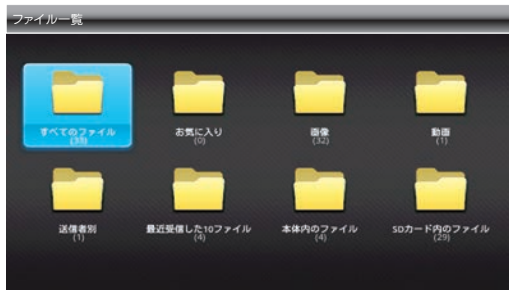 ファイル一覧
すべてのファイル
(33)
お気に入り
(0)
画像
(32)
動画
(1)
送信者別
(1)
最近受信した10ファイル
(4)
本体内のファイル
(4)
SDカード内のファイル
(29)